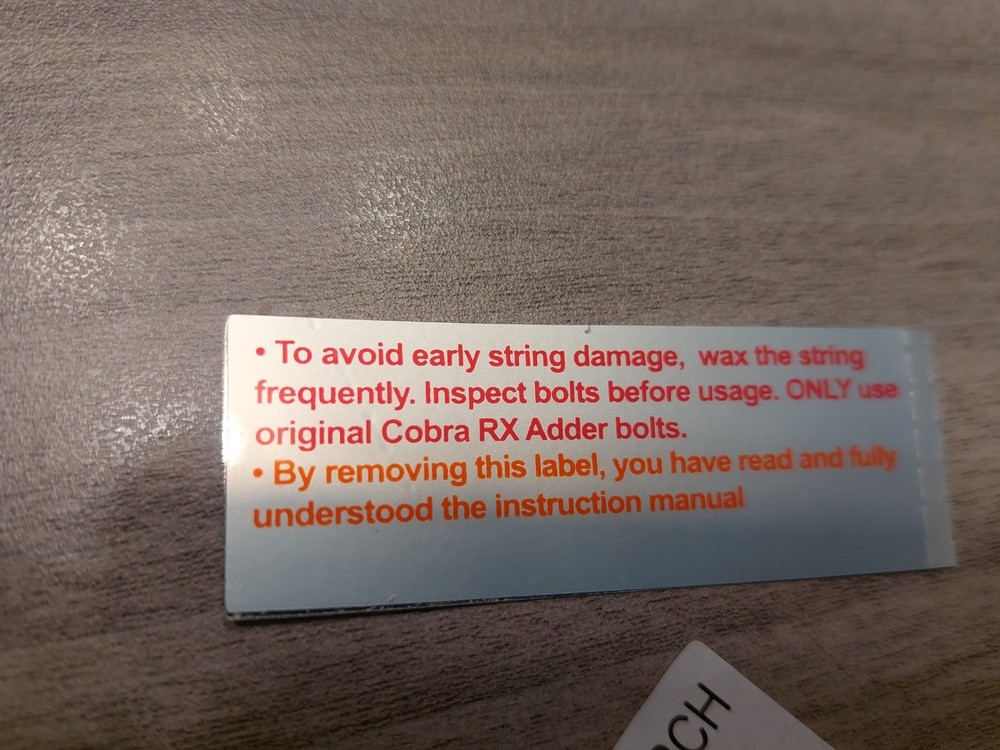 • To avoid early string damage, wax the string
frequently. Inspect bolts before usage. ONLY use
original Cobra RX Adder bolts.
• By removing this label, you have read and fully
understood the instruction manual